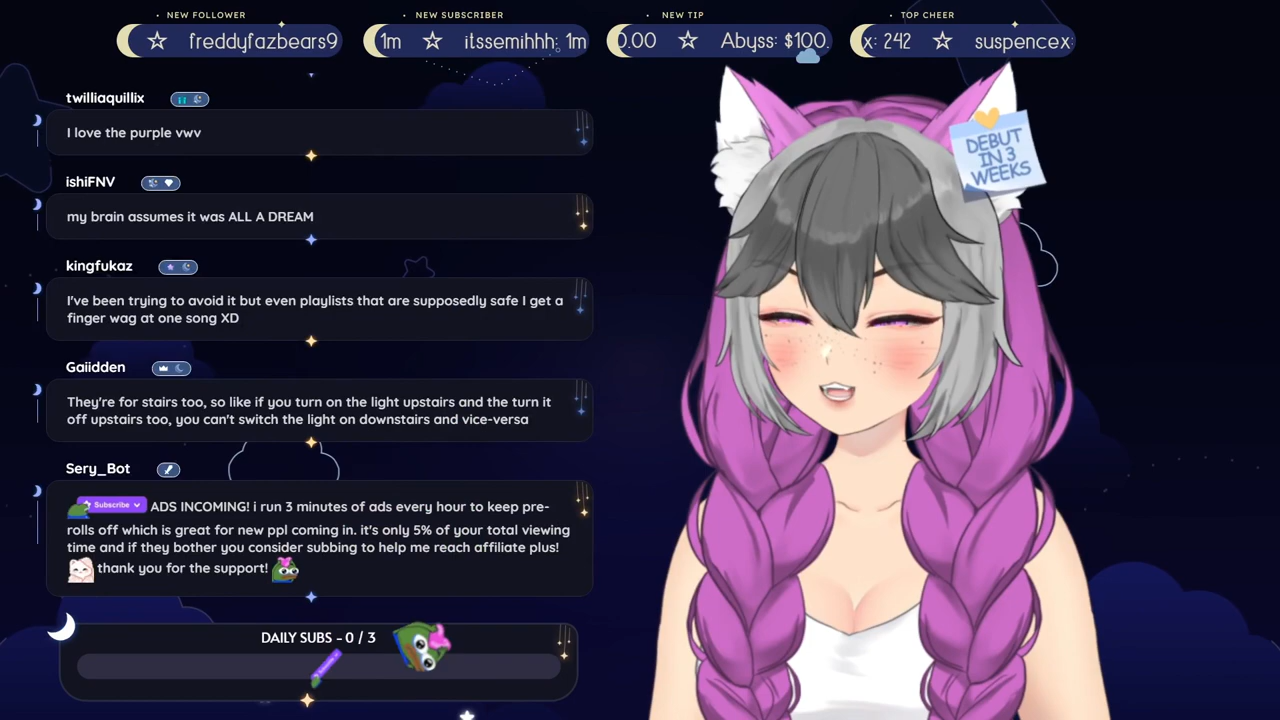 NEW FOLLOWER
NEW SUBSCRIBER
NEW TIP
TOP CHEER
freddyfazbears9
1m ☆ itssemihhh: 1m
0.00 ☆ Abyss: $100.
x: 242 ☆ suspencex:
twilliaquillix
I love the purple vwv
ishiFNV
my brain assumes it was ALL A DREAM
kingfukaz
I've been trying to avoid it but even playlists that are supposedly safe I get a
finger wag at one song XD
Gaiidden
They're for stairs too, so like if you turn on the light upstairs and the turn it
off upstairs too, you can't switch the light on downstairs and vice-versa
Sery_Bot
Subscribe ADS INCOMING! i run 3 minutes of ads every hour to keep pre-
rolls off which is great for new ppl coming in. it's only 5% of your total viewing
time and if they bother you consider subbing to help me reach affiliate plus!
thank you for the support!
DAILY SUBS - 0 / 3
DEBUT
IN 3
WEEKS